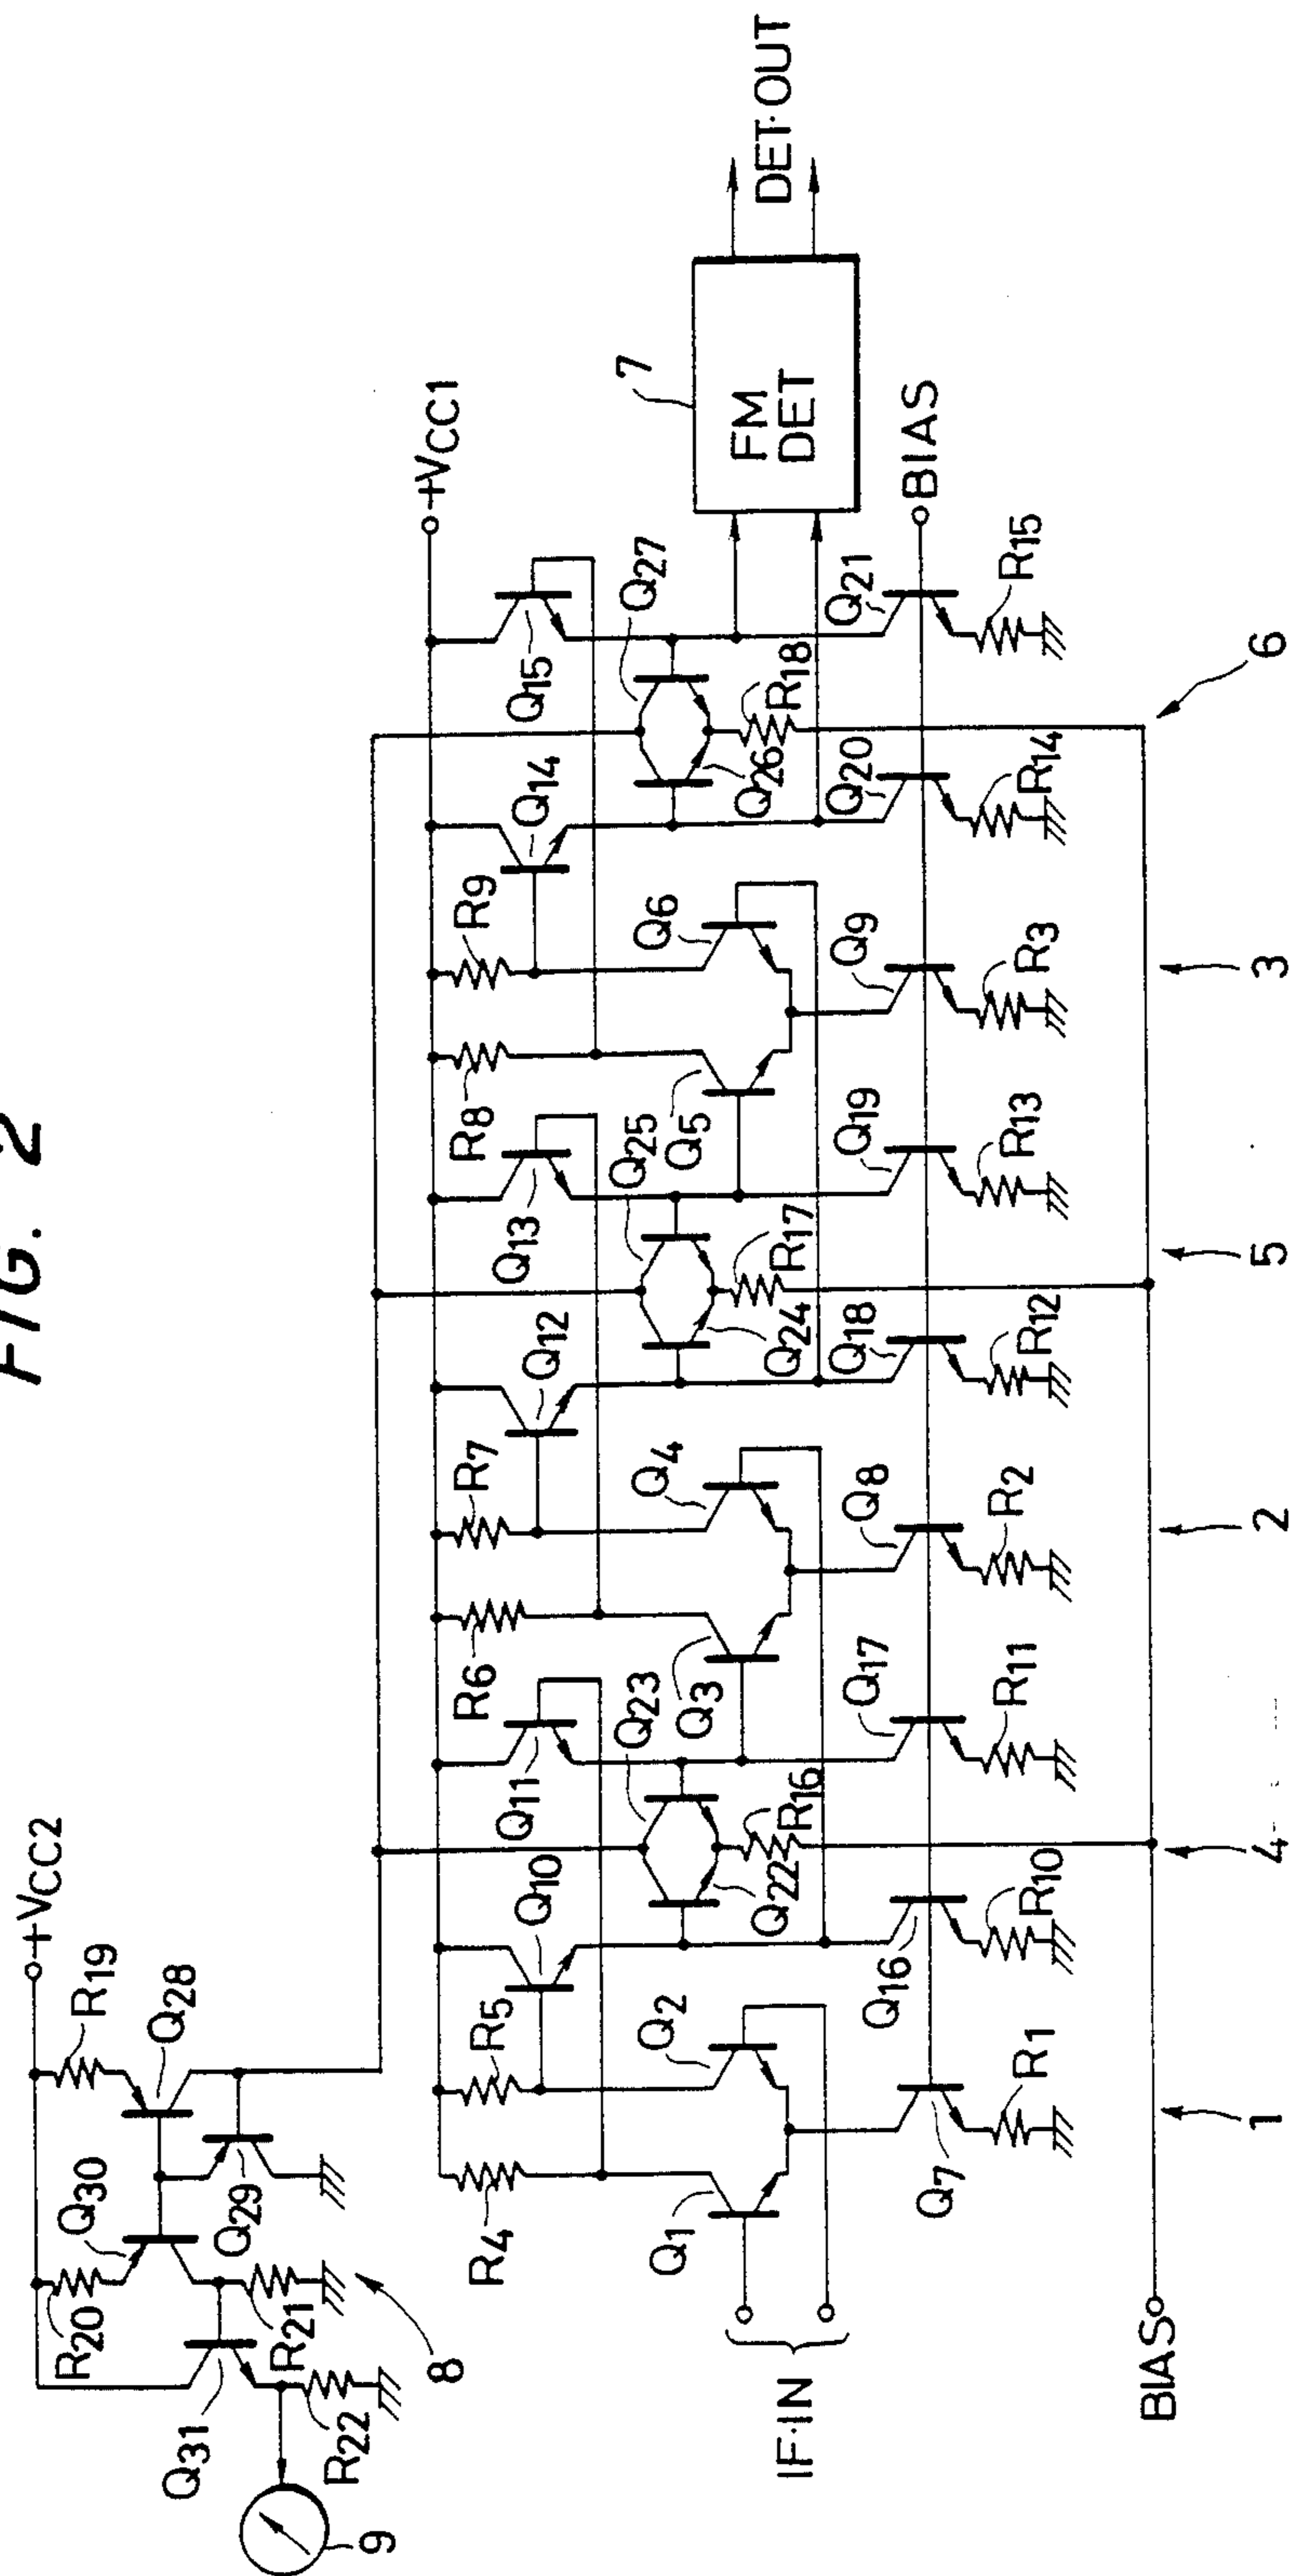 FIG. 2
+VCC2
R19
R20
Q30
Q28
Q29
Q31
R21
R22
8
9
+VCC1
R4
R5
Q10
Q11
R6
R7
Q12
Q13
R8
R9
Q14
Q15
Q1
Q2
Q22
Q23
R16
Q3
Q4
Q24
Q25
R17
Q5
Q6
Q26
Q27
R18
7
FM
DET
DET·OUT
IF·IN
Q7
Q16
Q17
Q8
Q18
Q19
Q9
Q20
Q21
BIAS
R1
R10
R11
R2
R12
R13
R3
R14
R15
BIAS
1
4
2
5
3
6